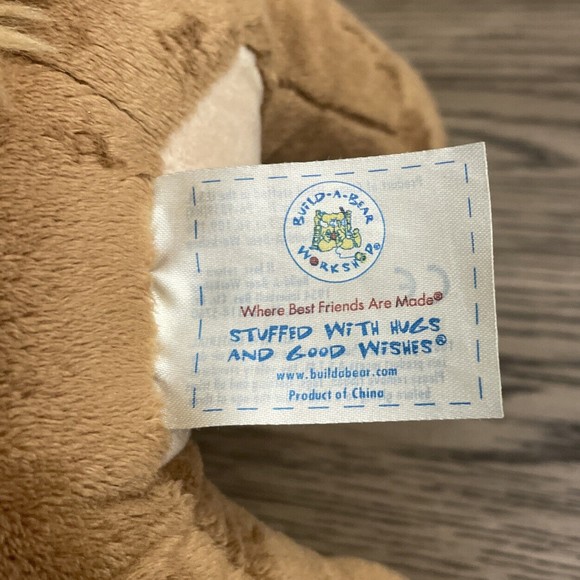 BUILD-A-BEAR
WORKSHOP®
Where Best Friends Are Made®
STUFFED WITH HUGS
AND GOOD WISHES®
www.buildabear.com
Product of China